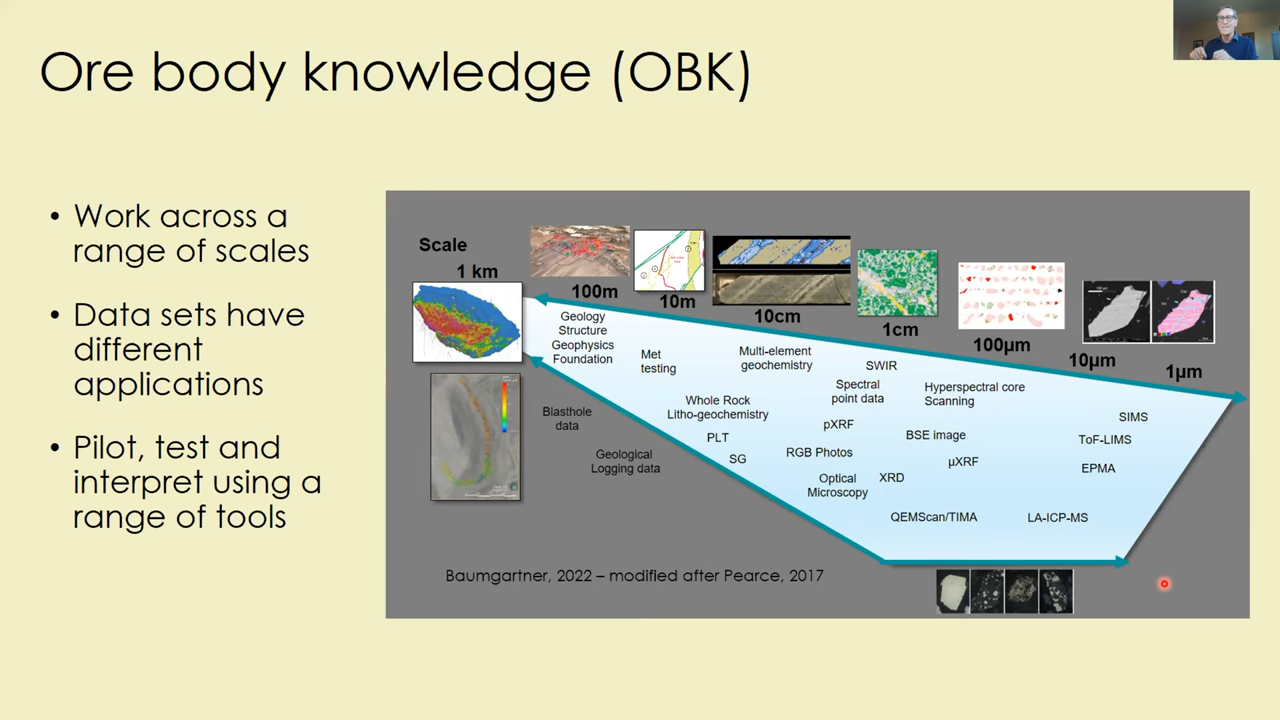 Ore body knowledge (OBK)
• Work across a
range of scales
• Data sets have
different
applications
• Pilot, test and
interpret using a
range of tools
Scale
1 km
100m
10m
10cm
1cm
100µm
10µm
1µm
Geology
Structure
Geophysics
Foundation
Met
testing
Multi-element
geochemistry
SWIR
Spectral
point data
Hyperspectral core
Scanning
Blasthole
data
Whole Rock
Litho-geochemistry
pXRF
SIMS
PLT
BSE image
ToF-LIMS
Geological
Logging data
SG
RGB Photos
µXRF
EPMA
Optical
Microscopy
XRD
QEMScan/TIMA
LA-ICP-MS
Baumgartner, 2022 – modified after Pearce, 2017